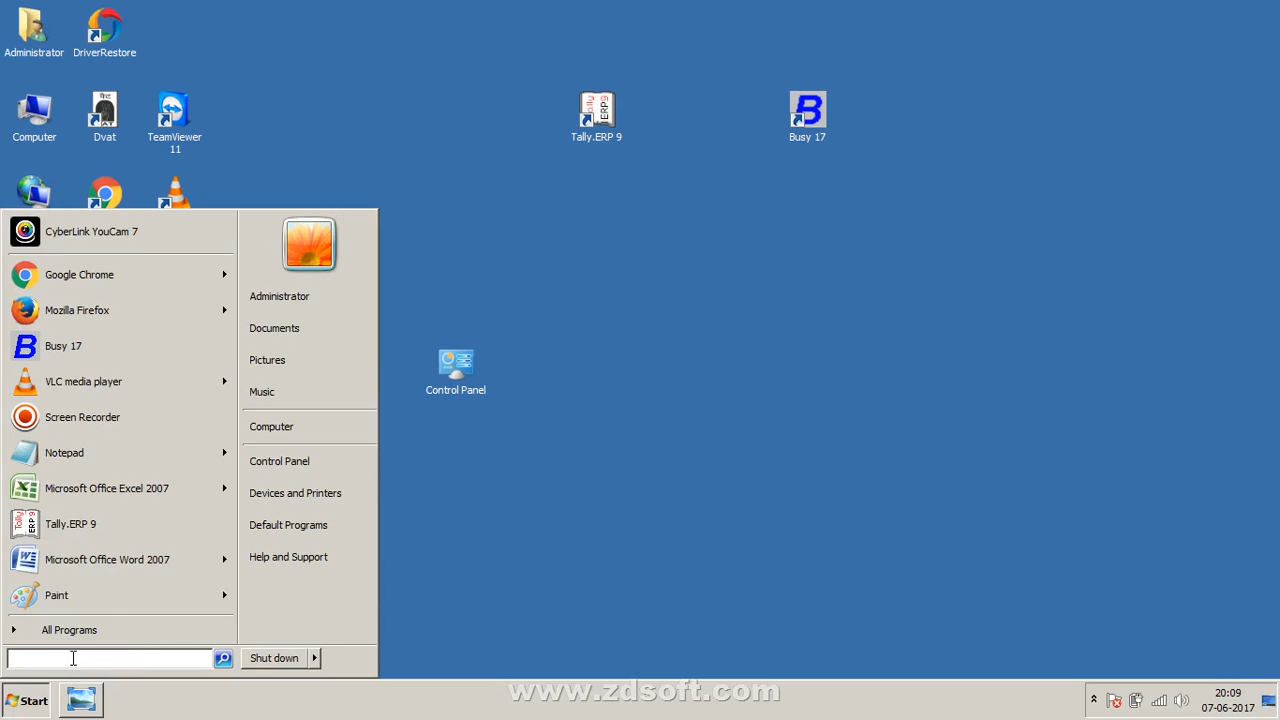 Administrator
DriverRestore
Computer
Dvat
TeamViewer
11
Tally.ERP 9
Busy 17
CyberLink YouCam 7
Google Chrome
Mozilla Firefox
Busy 17
VLC media player
Screen Recorder
Notepad
Microsoft Office Excel 2007
Tally.ERP 9
Microsoft Office Word 2007
Paint
All Programs
Administrator
Documents
Pictures
Music
Computer
Control Panel
Devices and Printers
Default Programs
Help and Support
Shut down
Control Panel
Start
www.zdsoft.com
20:09
07-06-2017